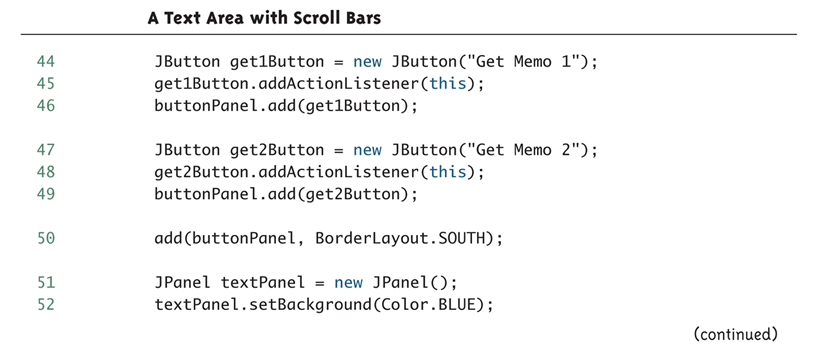 A Text Area with Scroll Bars
44 JButton get1Button = new JButton("Get Memo 1");
45 get1Button.addActionListener(this);
46 buttonPanel.add(get1Button);
47 JButton get2Button = new JButton("Get Memo 2");
48 get2Button.addActionListener(this);
49 buttonPanel.add(get2Button);
50 add(buttonPanel, BorderLayout.SOUTH);
51 JPanel textPanel = new JPanel();
52 textPanel.setBackground(Color.BLUE);
(continued)